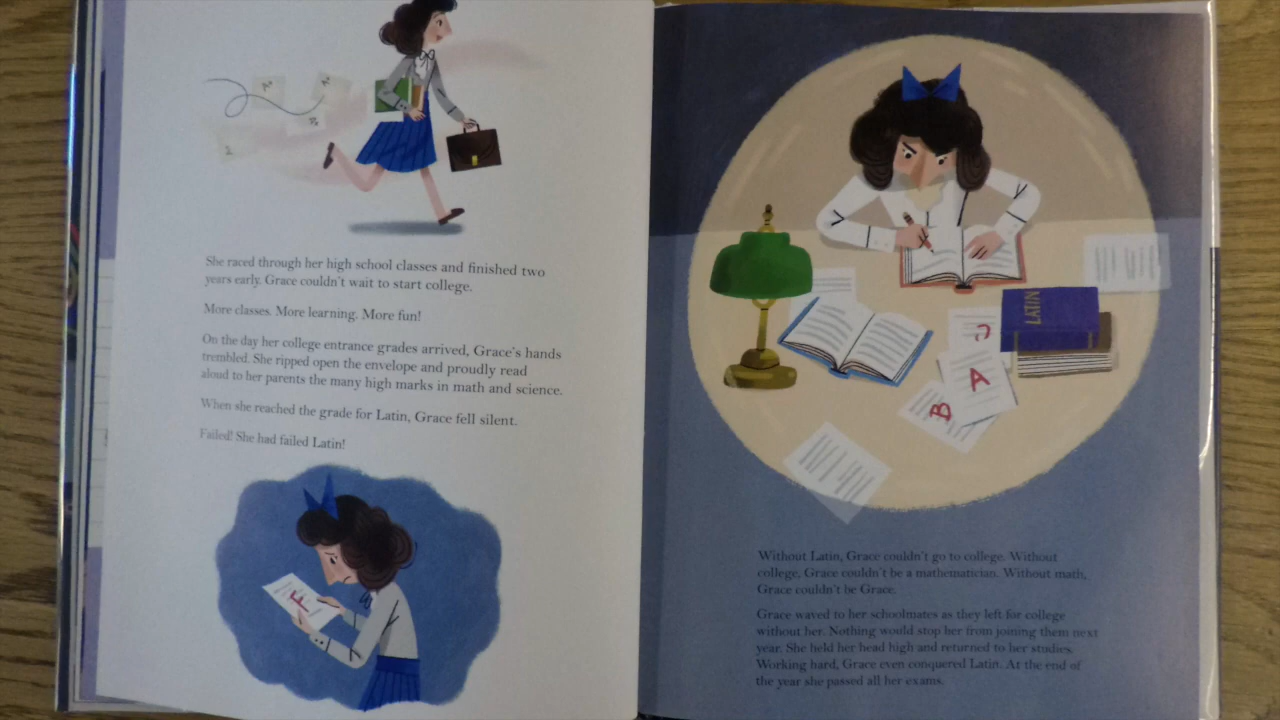 She raced through her high school classes and finished two
years early. Grace couldn't wait to start college.
More classes. More learning. More fun!
On the day her college entrance grades arrived, Grace's hands
trembled. She ripped open the envelope and proudly read
aloud to her parents the many high marks in math and science.
When she reached the grade for Latin, Grace fell silent.
Failed! She had failed Latin!
F
LATIN
C
A
B
Without Latin, Grace couldn't go to college. Without
college, Grace couldn't be a mathematician. Without math,
Grace couldn't be Grace.
Grace waved to her schoolmates as they left for college
without her. Nothing would stop her from joining them next
year. She held her head high and returned to her studies.
Working hard, Grace even conquered Latin. At the end of
the year she passed all her exams.